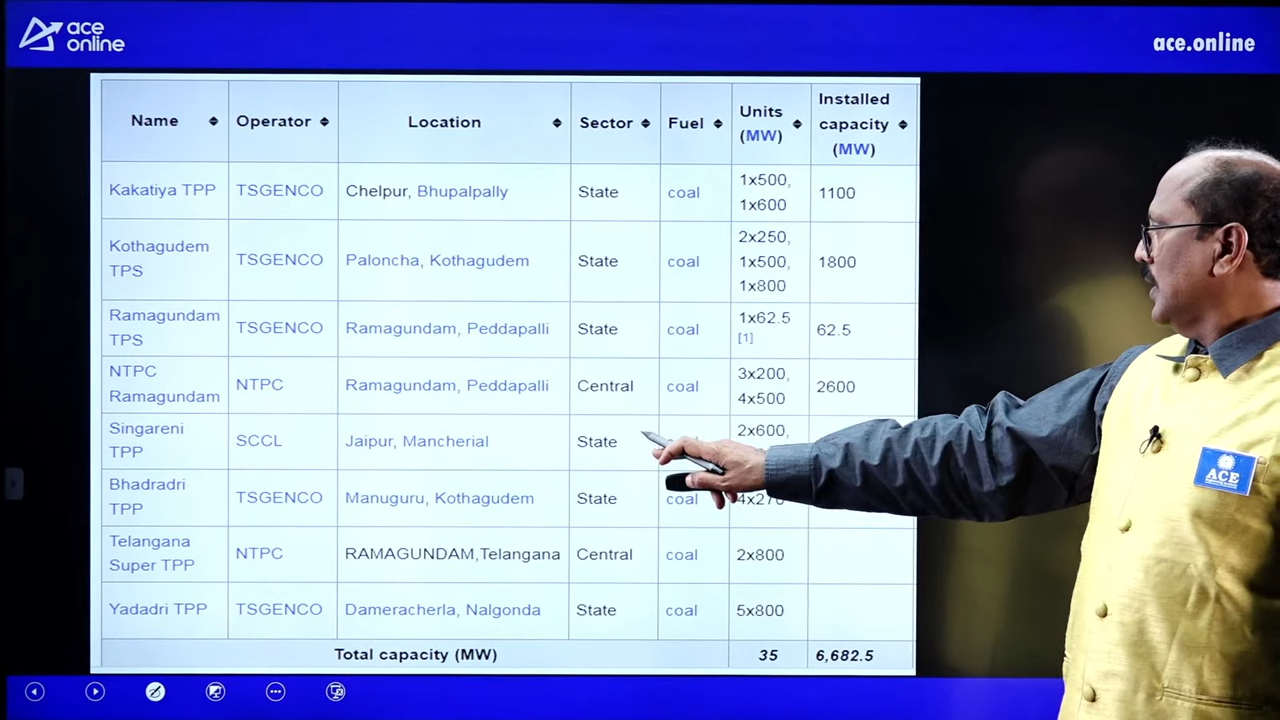 ace
online
ace.online
Name Operator Location Sector Fuel Units (MW) Installed capacity (MW)
Kakatiya TPP TSGENCO Chelpur, Bhupalpally State coal 1x500, 1x600 1100
Kothagudem TPS TSGENCO Paloncha, Kothagudem State coal 2x250, 1x500, 1x800 1800
Ramagundam TPS TSGENCO Ramagundam, Peddapalli State coal 1x62.5 [1] 62.5
NTPC Ramagundam NTPC Ramagundam, Peddapalli Central coal 3x200, 4x500 2600
Singareni TPP SCCL Jaipur, Mancherial State 2x600,
Bhadradri TPP TSGENCO Manuguru, Kothagudem State coal
Telangana Super TPP NTPC RAMAGUNDAM,Telangana Central coal 2x800
Yadadri TPP TSGENCO Dameracherla, Nalgonda State coal 5x800
Total capacity (MW) 35 6,682.5
ACE